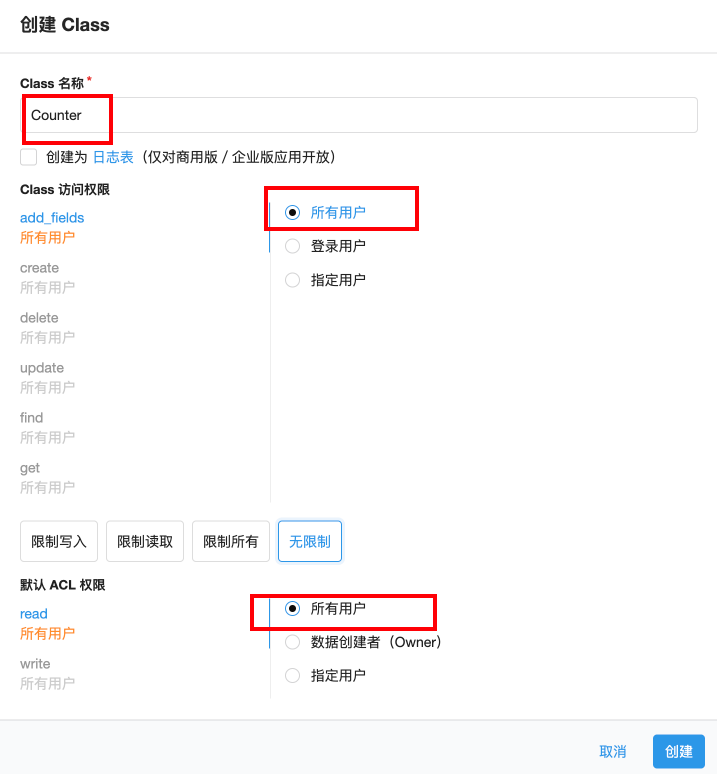 创建 Class
Class 名称 *
Counter
创建为 日志表（仅对商用版 / 企业版应用开放）
Class 访问权限
add_fields
所有用户
create
所有用户
delete
所有用户
update
所有用户
find
所有用户
get
所有用户
所有用户
登录用户
指定用户
限制写入 限制读取 限制所有 无限制
默认 ACL 权限
read
所有用户
write
所有用户
所有用户
数据创建者（Owner）
指定用户
取消 创建